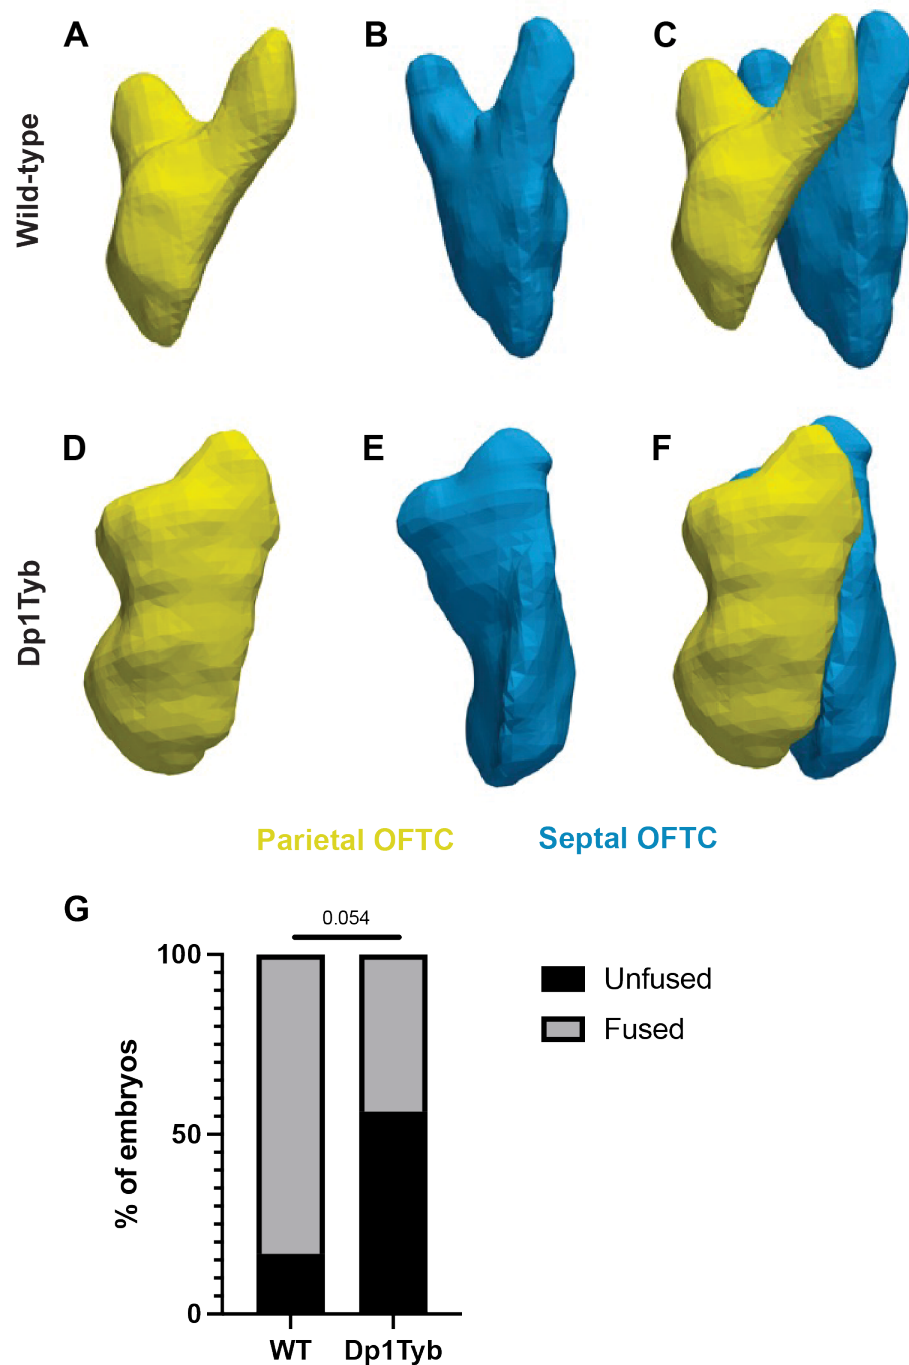 A
B
C
Wild-type
D
E
F
Dp1Tyb
Parietal OFTC
Septal OFTC
G
0.054
100
50
0
% of embryos
WT
Dp1Tyb
Unfused
Fused